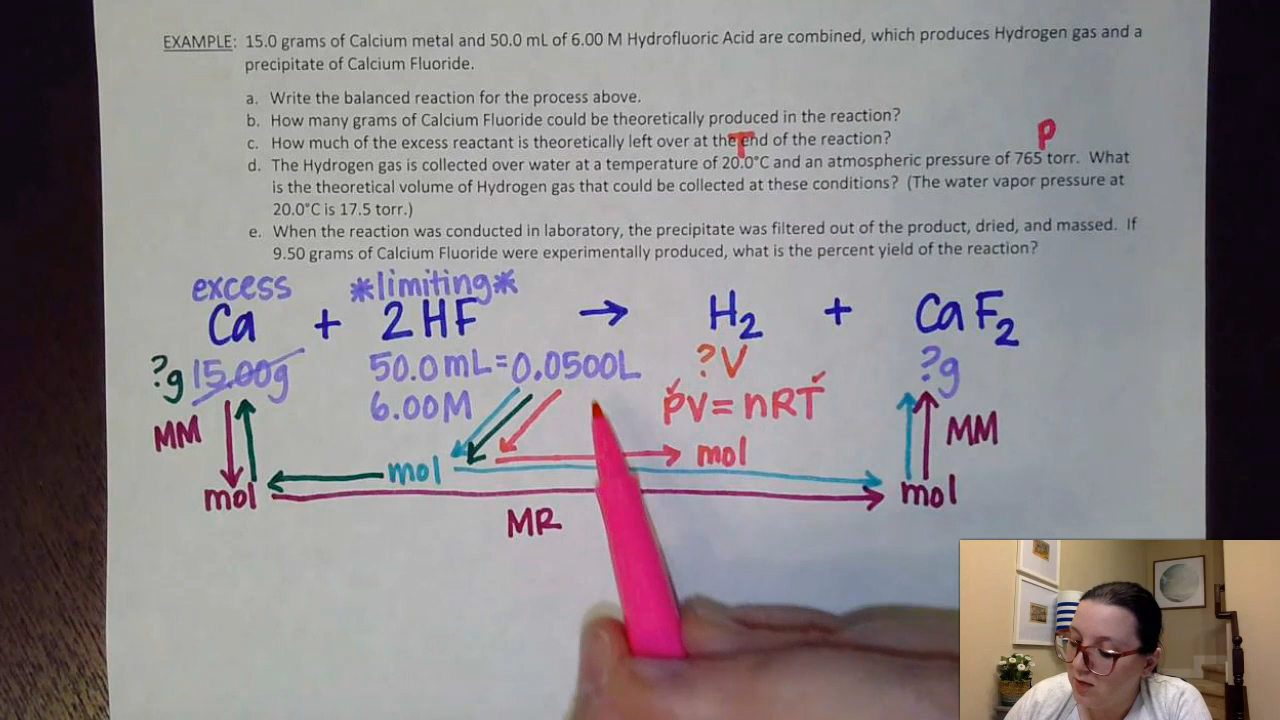 EXAMPLE: 15.0 grams of Calcium metal and 50.0 mL of 6.00 M Hydrofluoric Acid are combined, which produces Hydrogen gas and a
precipitate of Calcium Fluoride.
a. Write the balanced reaction for the process above.
b. How many grams of Calcium Fluoride could be theoretically produced in the reaction?
c. How much of the excess reactant is theoretically left over at the end of the reaction?
T P
d. The Hydrogen gas is collected over water at a temperature of 20.0°C and an atmospheric pressure of 765 torr. What
is the theoretical volume of Hydrogen gas that could be collected at these conditions? (The water vapor pressure at
20.0°C is 17.5 torr.)
e. When the reaction was conducted in laboratory, the precipitate was filtered out of the product, dried, and massed. If
9.50 grams of Calcium Fluoride were experimentally produced, what is the percent yield of the reaction?
excess *limiting*
Ca + 2HF → H₂ + CaF₂
?g 15.00g 50.0mL=0.0500L ?V ?g
6.00M PV=nRT
MM MM
mol mol mol mol
MR